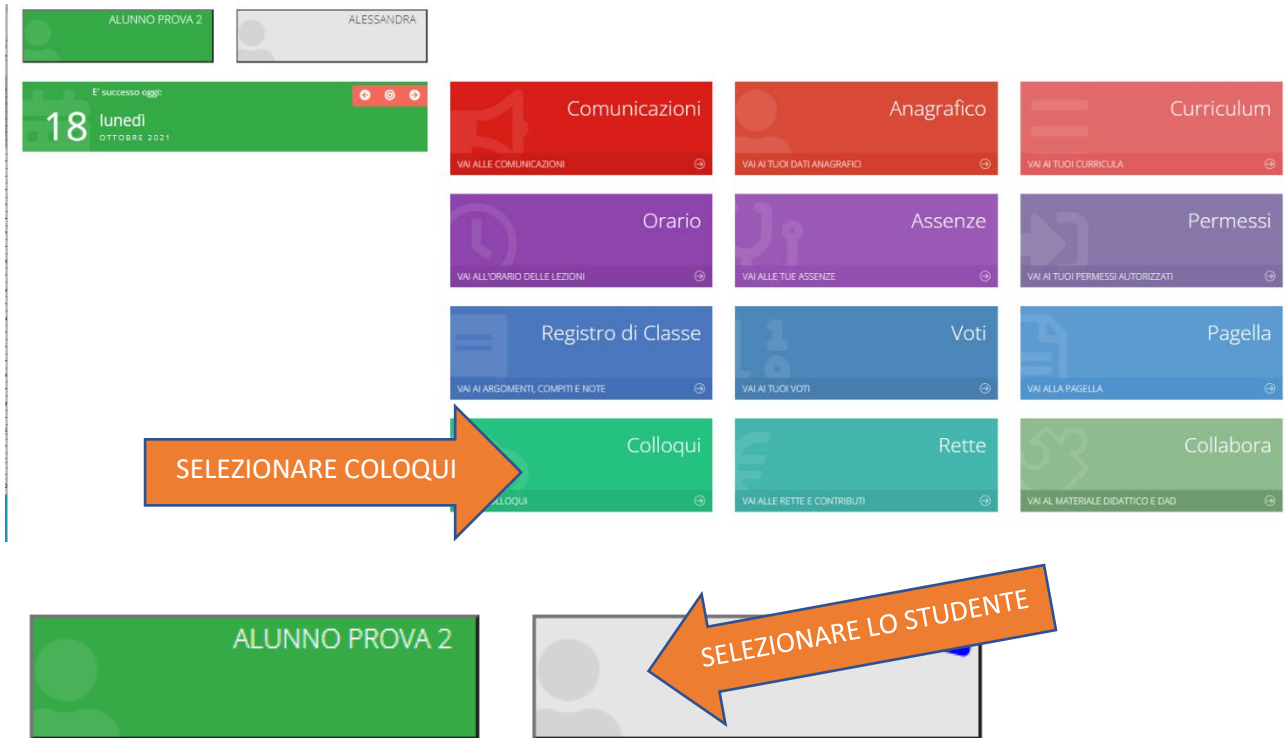 ALUNNO PROVA 2
ALESSANDRA
E' successo oggi:
18 lunedì
OTTOBRE 2021
Comunicazioni
VAI ALLE COMUNICAZIONI
Anagrafico
VAI AI TUOI DATI ANAGRAFICI
Curriculum
VAI AI TUOI CURRICULA
Orario
VAI ALL'ORARIO DELLE LEZIONI
Assenze
VAI ALLE TUE ASSENZE
Permessi
VAI AI TUOI PERMESSI AUTORIZZATI
Registro di Classe
VAI AI ARGOMENTI, COMPITI E NOTE
Voti
VAI AI TUOI VOTI
Pagella
VAI ALLA PAGELLA
SELEZIONARE COLOQUI
Colloqui
Rette
VAI ALLE RETTE E CONTRIBUTI
Collabora
VAI AL MATERIALE DIDATTICO E DAD
ALUNNO PROVA 2
SELEZIONARE LO STUDENTE